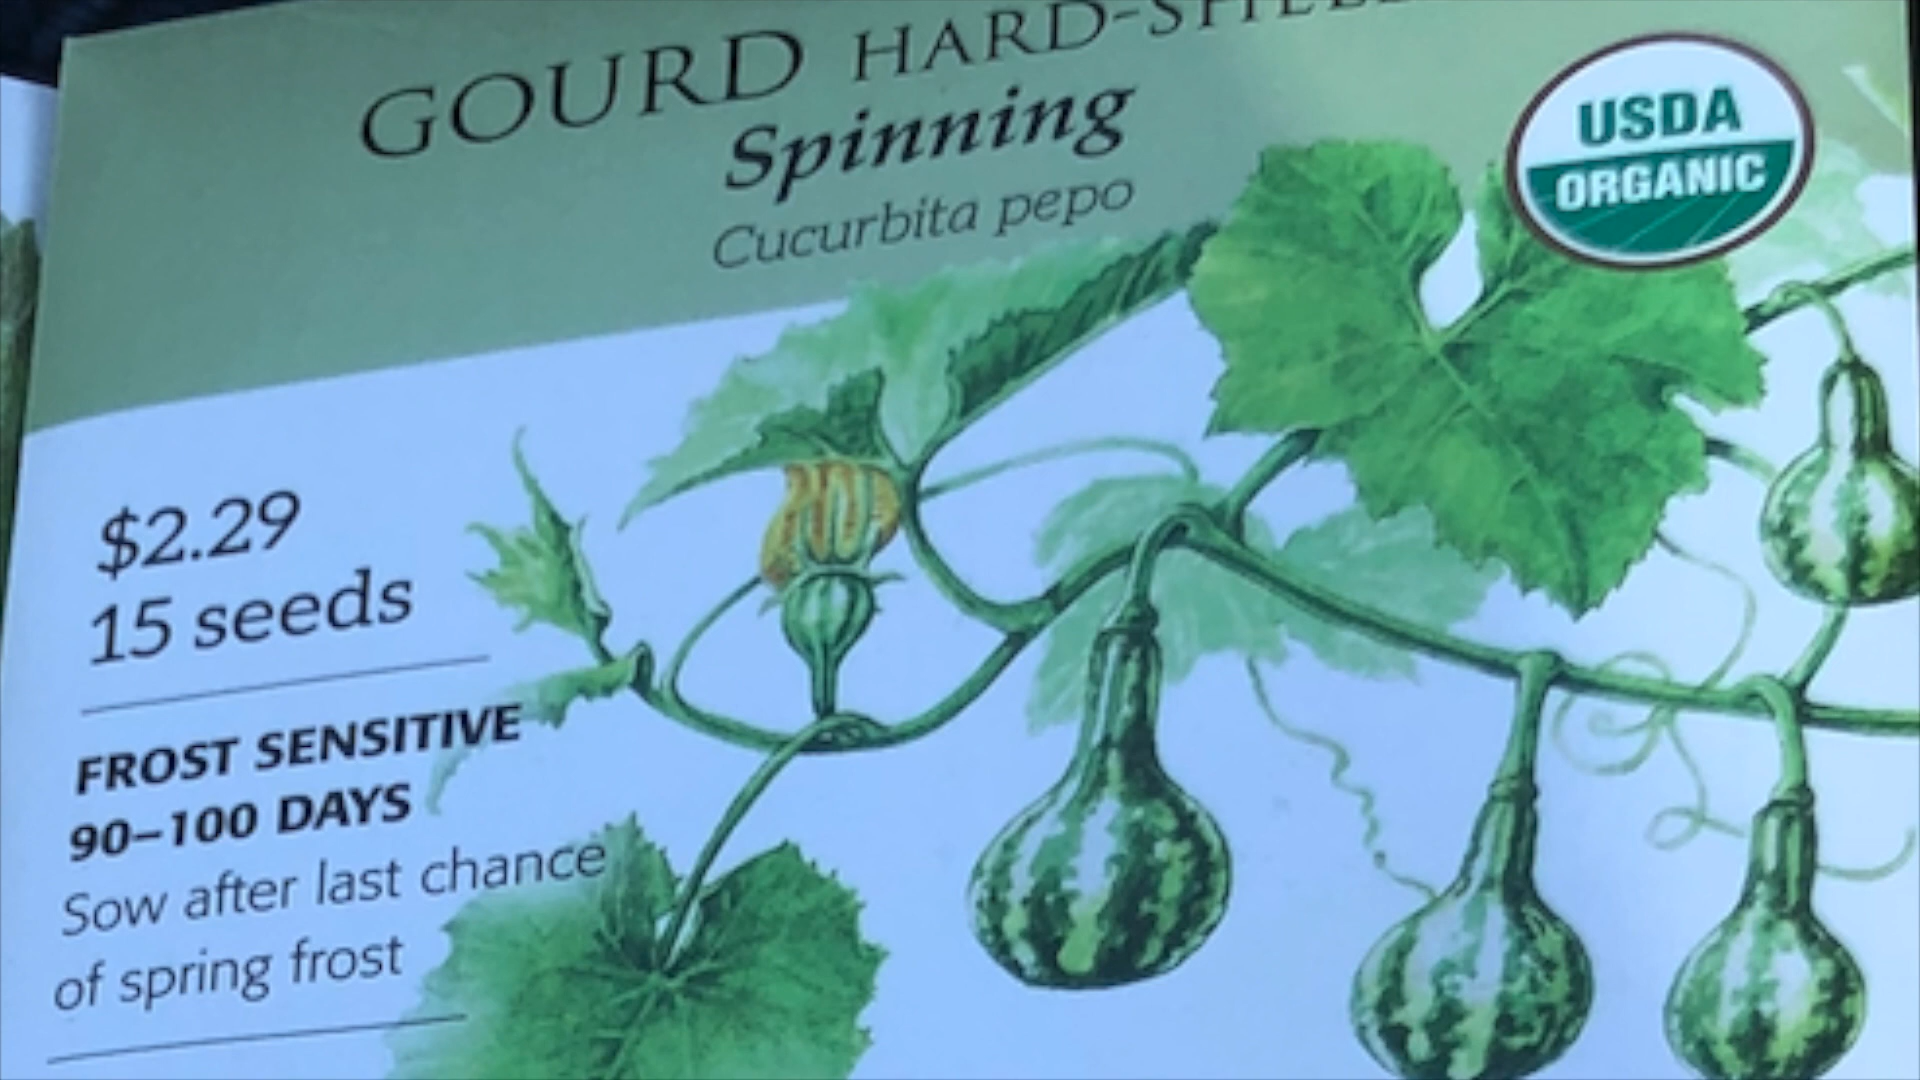 GOURD HARD-SHELL
Spinning
Cucurbita pepo
USDA
ORGANIC
$2.29
15 seeds
FROST SENSITIVE
90–100 DAYS
Sow after last chance
of spring frost